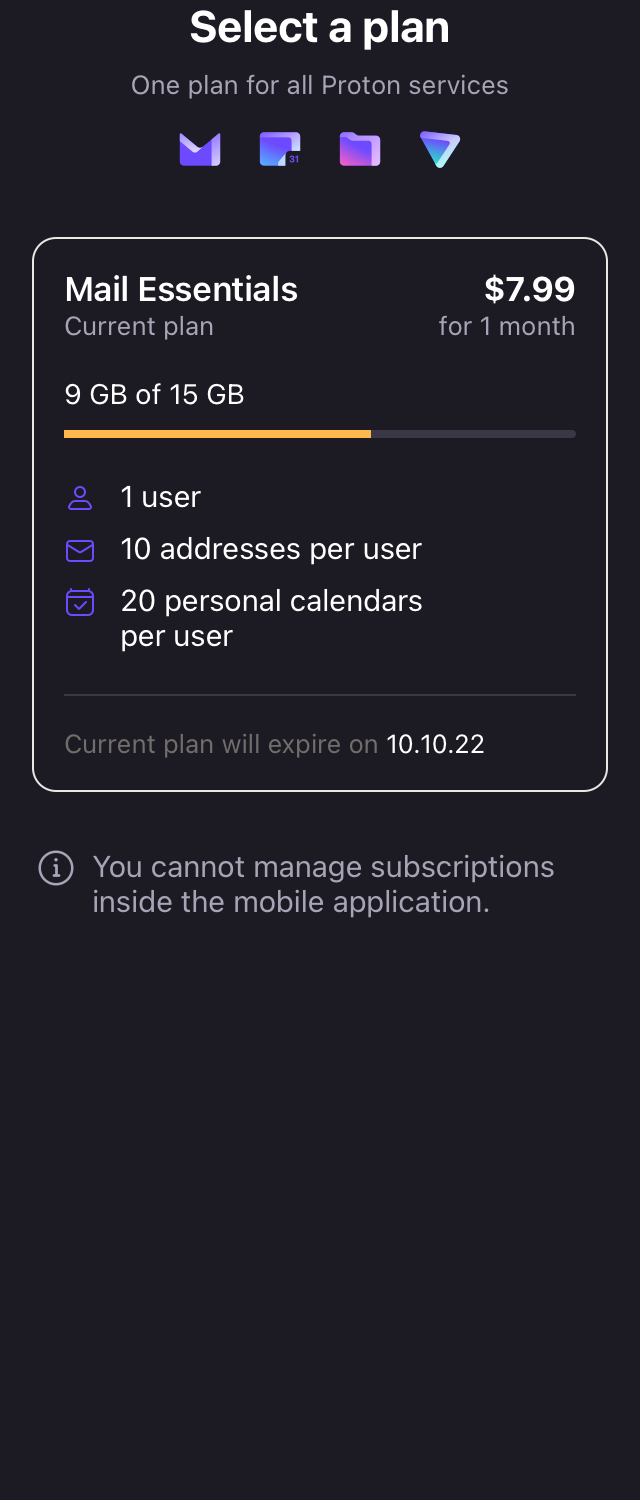 Select a plan
One plan for all Proton services
31
Mail Essentials $7.99
Current plan for 1 month
9 GB of 15 GB
1 user
10 addresses per user
20 personal calendars
per user
Current plan will expire on 10.10.22
You cannot manage subscriptions
inside the mobile application.